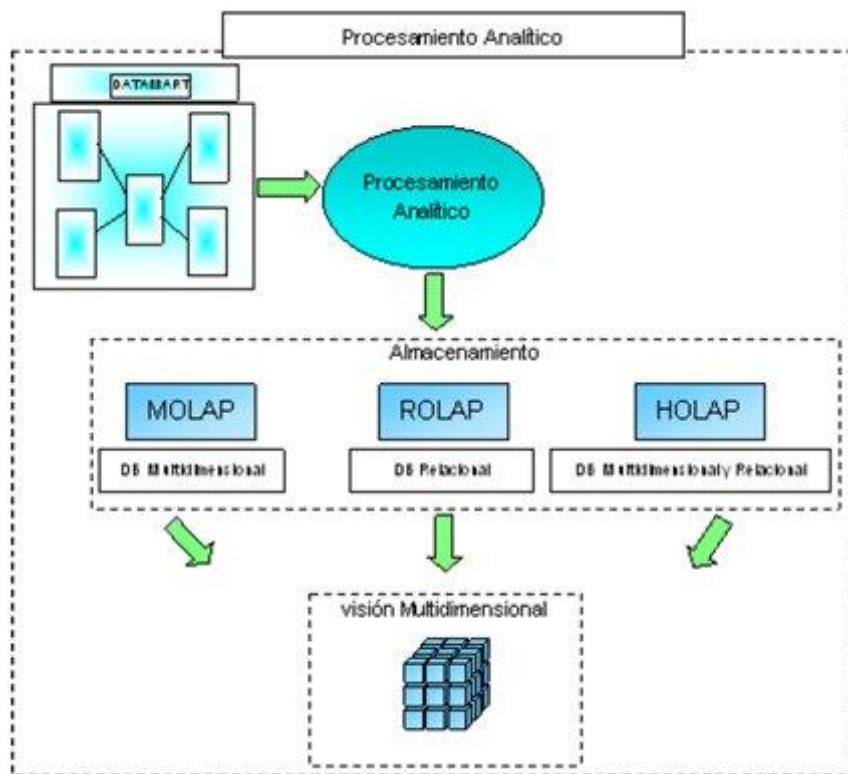 Procesamiento Analítico
DATAMART
Procesamiento
Analítico
Almacenamiento
MOLAP
ROLAP
HOLAP
DB Multidimensional
DB Relacional
DB Multidimensional y Relacional
visión Multidimensional